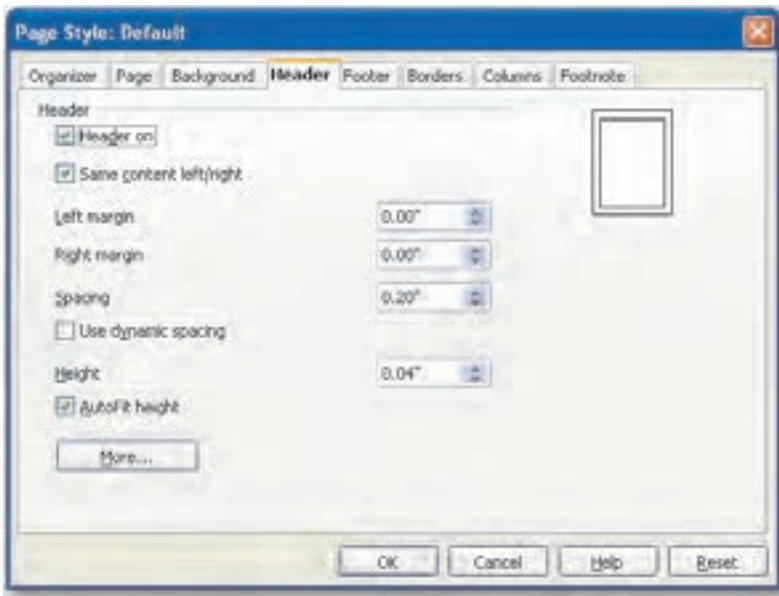 Page Style: Default
Organizer Page Background Header Footer Borders Columns Footnote
Header
Header on
Same content left/right
Left margin 0.00"
Right margin 0.00"
Spacing 0.20"
Use dynamic spacing
Height 0.04"
AutoFit height
More...
OK Cancel Help Reset